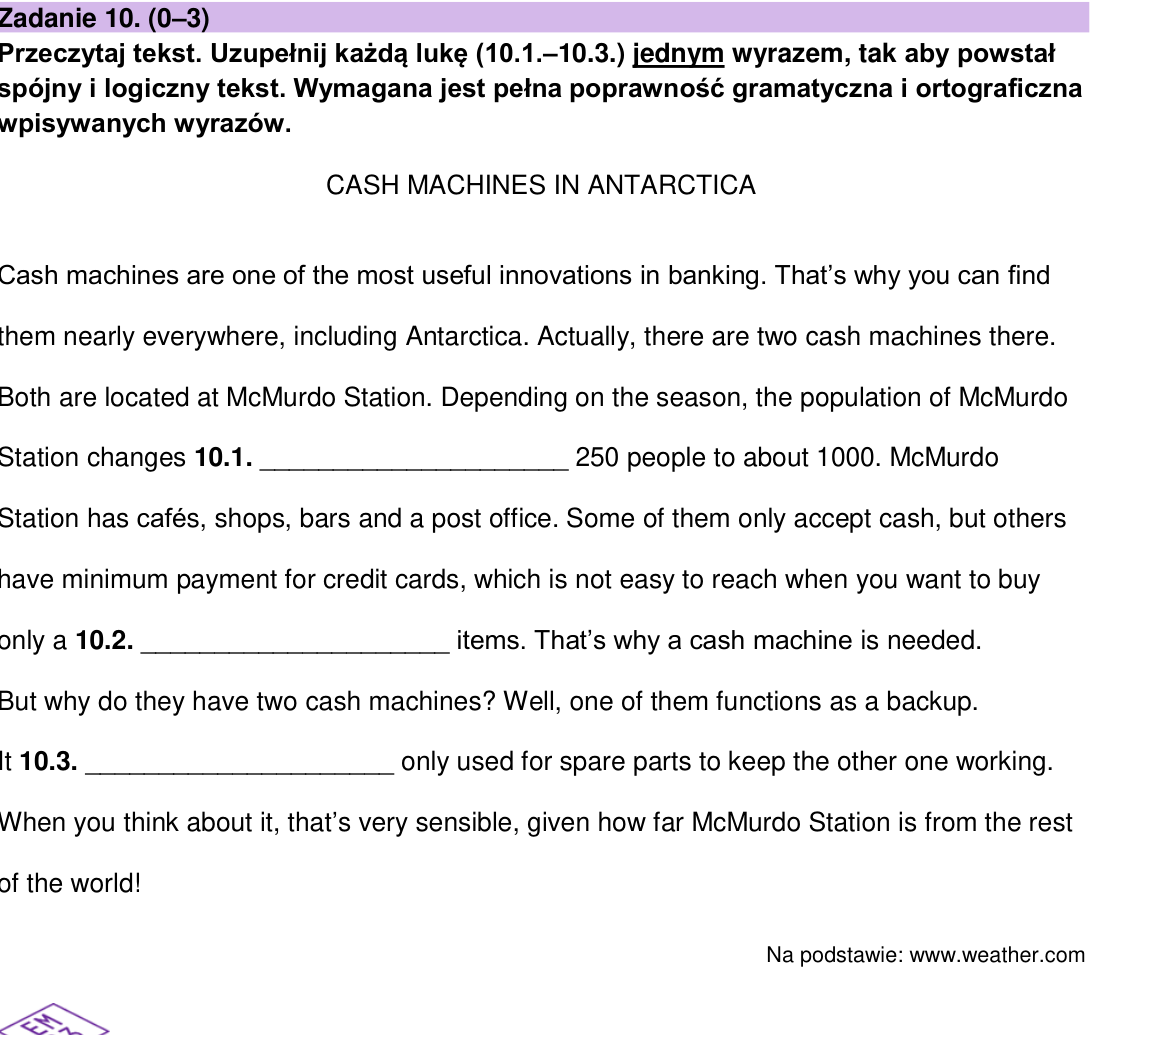 Zadanie 10. (0–3)
Przeczytaj tekst. Uzupełnij każdą lukę (10.1.–10.3.) jednym wyrazem, tak aby powstał
spójny i logiczny tekst. Wymagana jest pełna poprawność gramatyczna i ortograficzna
wpisywanych wyrazów.
CASH MACHINES IN ANTARCTICA
Cash machines are one of the most useful innovations in banking. That’s why you can find
them nearly everywhere, including Antarctica. Actually, there are two cash machines there.
Both are located at McMurdo Station. Depending on the season, the population of McMurdo
Station changes 10.1. _____________________ 250 people to about 1000. McMurdo
Station has cafés, shops, bars and a post office. Some of them only accept cash, but others
have minimum payment for credit cards, which is not easy to reach when you want to buy
only a 10.2. _____________________ items. That’s why a cash machine is needed.
But why do they have two cash machines? Well, one of them functions as a backup.
It 10.3. _____________________ only used for spare parts to keep the other one working.
When you think about it, that’s very sensible, given how far McMurdo Station is from the rest
of the world!
Na podstawie: www.weather.com